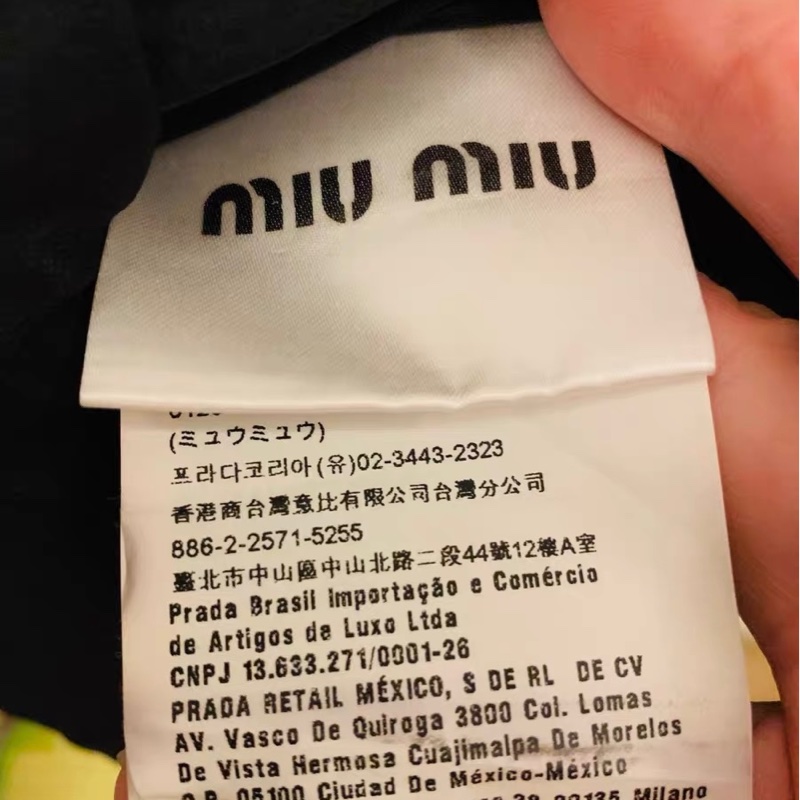 miu miu
(ミュウミュウ)
프라다코리아(유)02-3443-2323
香港商台灣意比有限公司台灣分公司
886-2-2571-5255
臺北市中山區中山北路二段44號12樓A室
Prada Brasil Importação e Comércio
de Artigos de Luxo Ltda
CNPJ 13.633.271/0001-26
PRADA RETAIL MÉXICO, S DE RL DE CV
AV. Vasco De Quiroga 3800 Col. Lomas
De Vista Hermosa Cuajimalpa De Morelos
C.P. 05100 Ciudad De México-México
20135 Milano